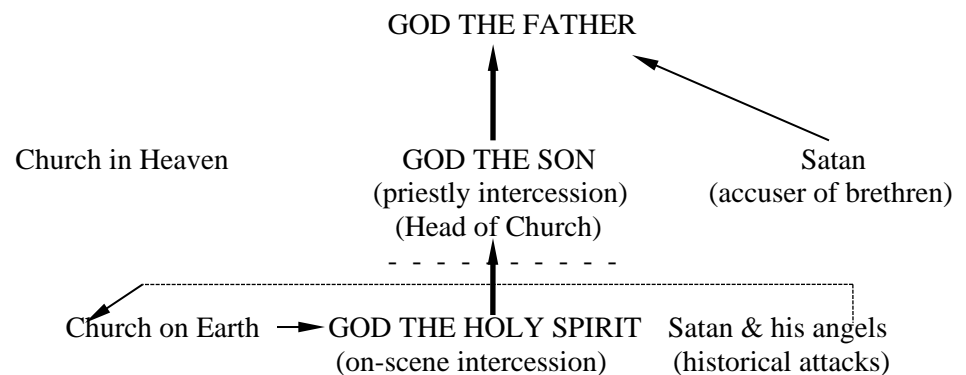 GOD THE FATHER
Church in Heaven GOD THE SON Satan
(priestly intercession) (accuser of brethren)
(Head of Church)
Church on Earth GOD THE HOLY SPIRIT Satan & his angels
(on-scene intercession) (historical attacks)